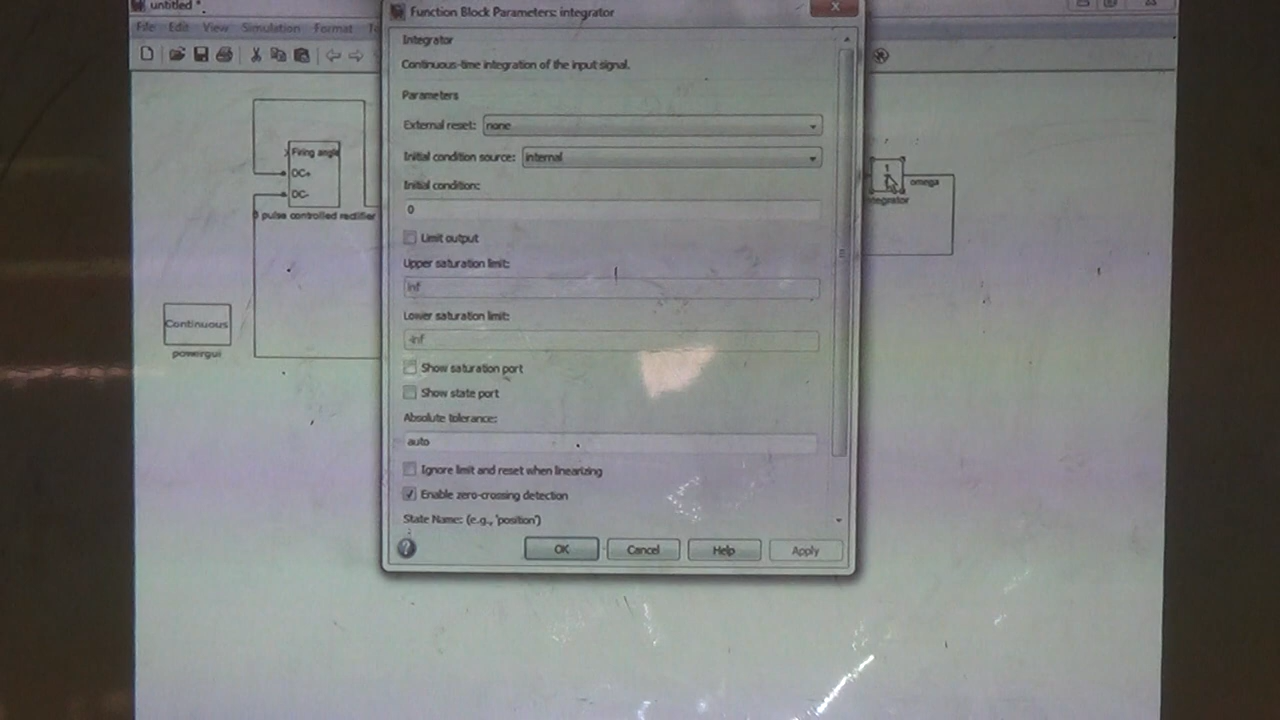 untitled *
Function Block Parameters: integrator
File Edit View Simulation Format
Integrator
Continuous-time integration of the input signal.
Parameters
External reset: none
Initial condition source: internal
Initial condition:
0
Limit output
Upper saturation limit:
inf
Lower saturation limit:
-inf
Show saturation port
Show state port
Absolute tolerance:
auto
Ignore limit and reset when linearizing
Enable zero-crossing detection
State Name: (e.g., 'position')
OK Cancel Help Apply
Firing angle
DC+
DC-
6 pulse controlled rectifier
Continuous
powergui
1
omega